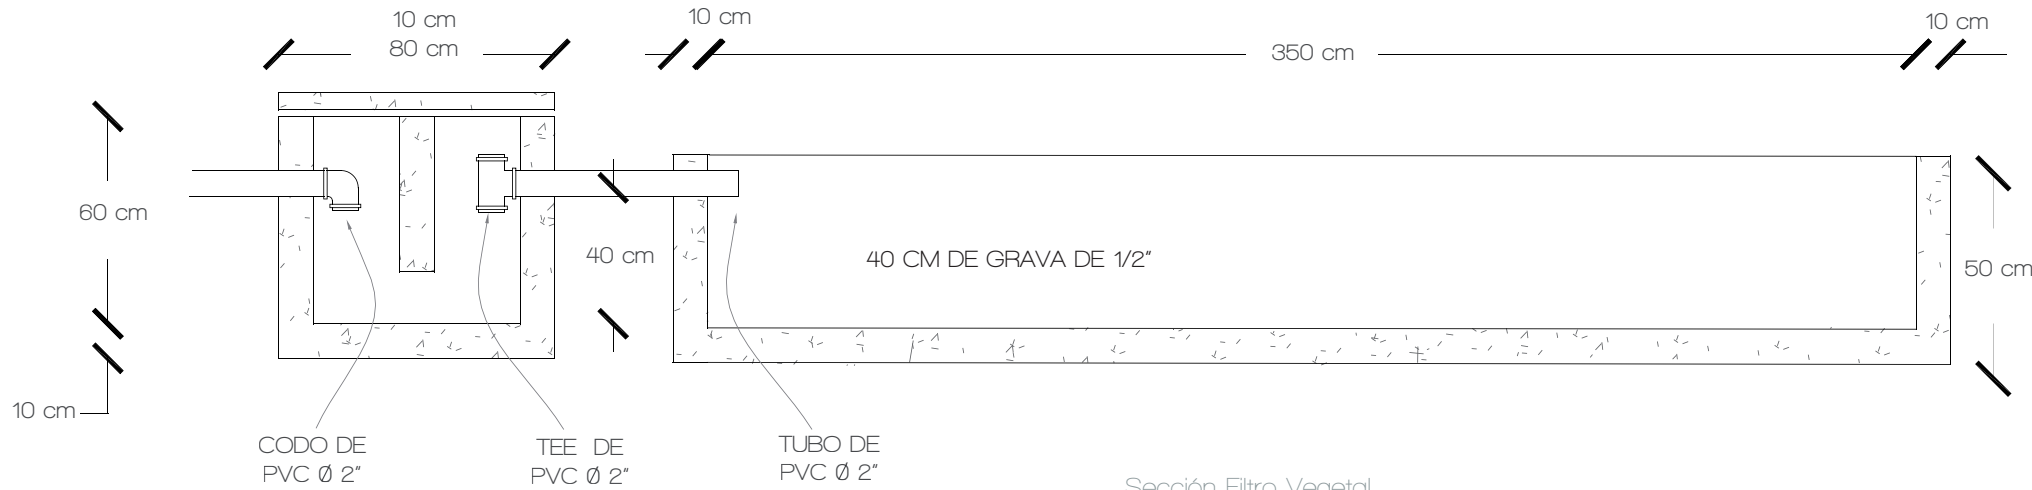 10 cm
80 cm
10 cm
350 cm
10 cm
60 cm
40 cm
40 CM DE GRAVA DE 1/2"
50 cm
10 cm
CODO DE
PVC Ø 2"
TEE DE
PVC Ø 2"
TUBO DE
PVC Ø 2"
Sección Filtro Vegetal